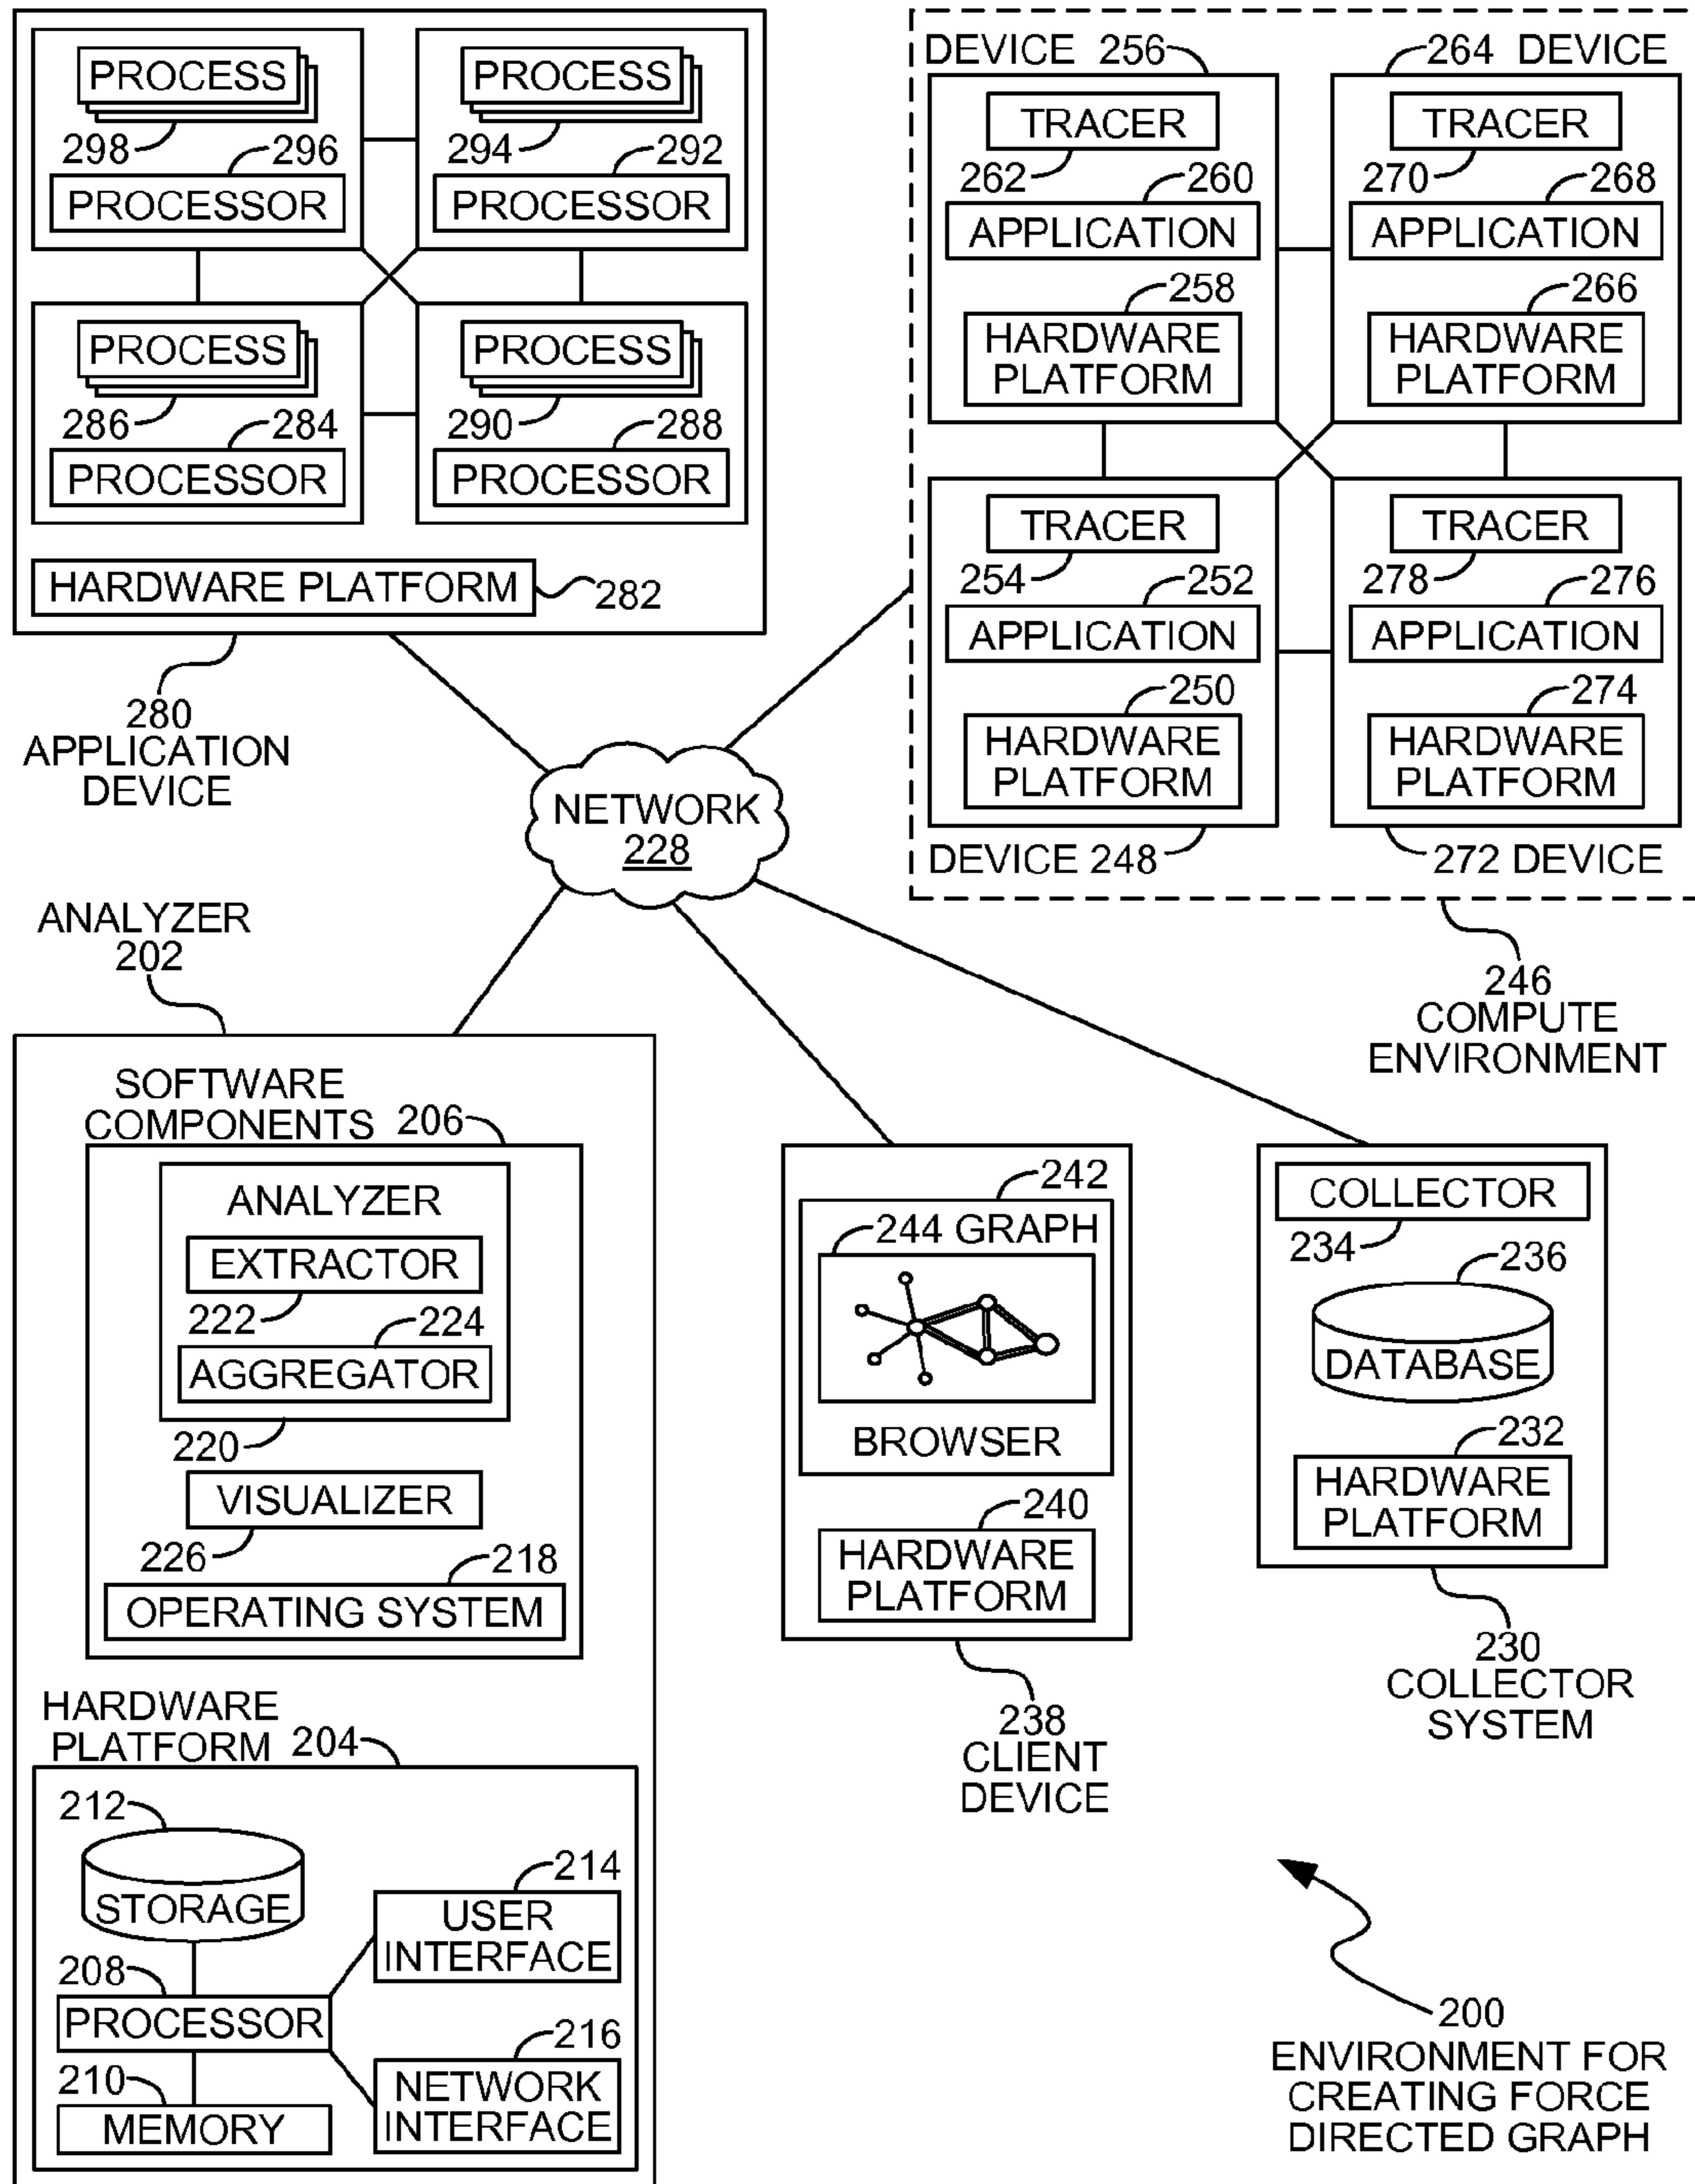 PROCESS
298
296
PROCESSOR
PROCESS
294
292
PROCESSOR
PROCESS
286
284
PROCESSOR
PROCESS
290
288
PROCESSOR
HARDWARE PLATFORM
282
280
APPLICATION
DEVICE
DEVICE 256
TRACER
262
260
APPLICATION
258
HARDWARE
PLATFORM
264 DEVICE
TRACER
270
268
APPLICATION
266
HARDWARE
PLATFORM
TRACER
254
252
APPLICATION
250
HARDWARE
PLATFORM
DEVICE 248
TRACER
278
276
APPLICATION
274
HARDWARE
PLATFORM
272 DEVICE
246
COMPUTE
ENVIRONMENT
NETWORK
228
ANALYZER
202
SOFTWARE
COMPONENTS 206
ANALYZER
EXTRACTOR
222
224
AGGREGATOR
220
VISUALIZER
226
218
OPERATING SYSTEM
HARDWARE
PLATFORM 204
212
STORAGE
214
USER
INTERFACE
208
PROCESSOR
216
NETWORK
INTERFACE
210
MEMORY
242
244 GRAPH
BROWSER
240
HARDWARE
PLATFORM
238
CLIENT
DEVICE
COLLECTOR
234
236
DATABASE
232
HARDWARE
PLATFORM
230
COLLECTOR
SYSTEM
200
ENVIRONMENT FOR
CREATING FORCE
DIRECTED GRAPH